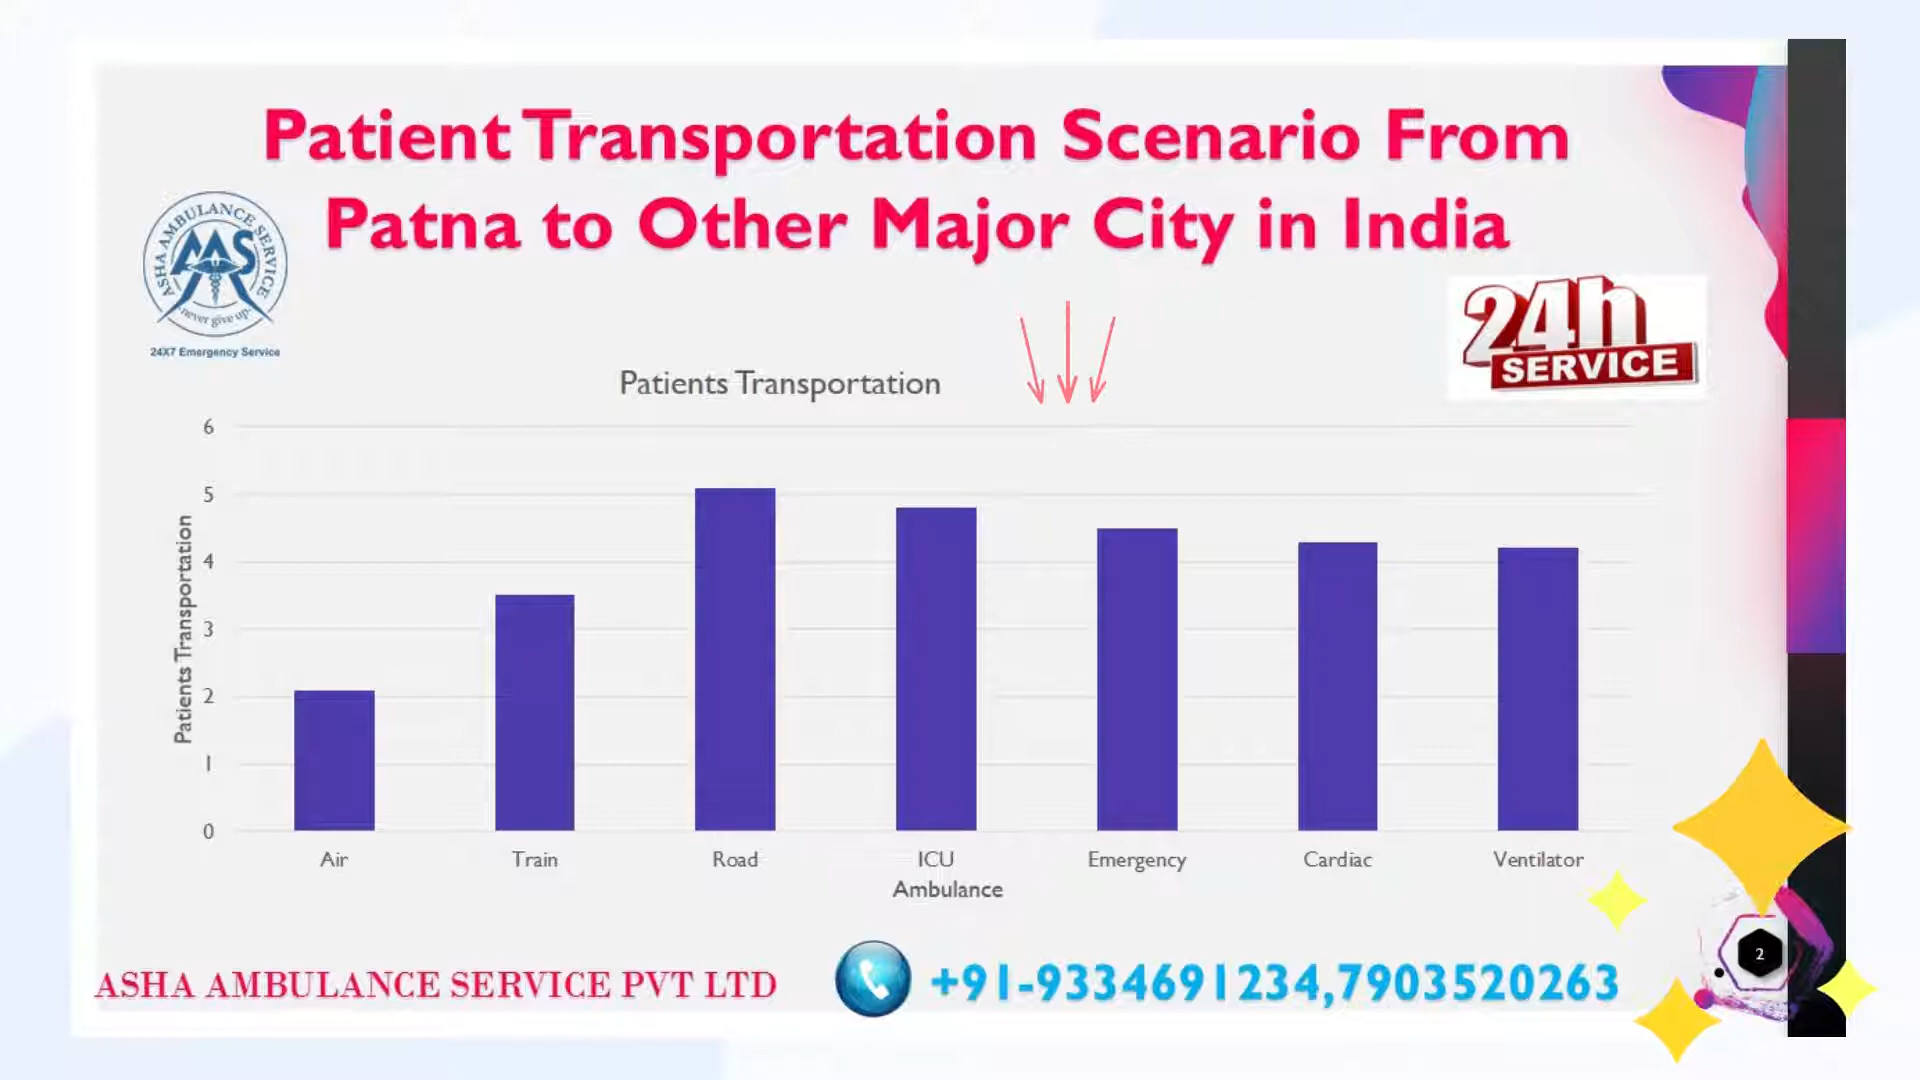 Patient Transportation Scenario From
Patna to Other Major City in India
ASHA AMBULANCE SERVICE
AAS
never give up
24X7 Emergency Service
24h
SERVICE
Patients Transportation
Patients Transportation
6
5
4
3
2
1
0
Air Train Road ICU Emergency Cardiac Ventilator
Ambulance
ASHA AMBULANCE SERVICE PVT LTD
+91-9334691234,7903520263
2